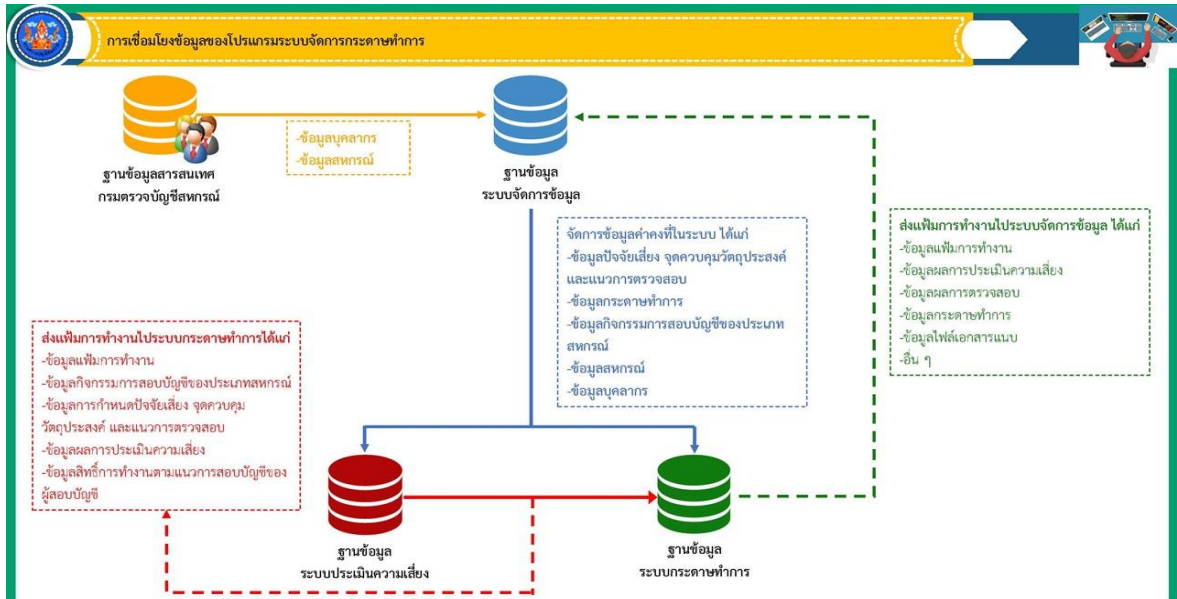 การเชื่อมโยงข้อมูลของโปรแกรมระบบจัดการกระดาษทำการ
ฐานข้อมูลสารสนเทศ
กรมตรวจบัญชีสหกรณ์
-ข้อมูลบุคลากร
-ข้อมูลสหกรณ์
ฐานข้อมูล
ระบบจัดการข้อมูล
จัดการข้อมูลค่าคงที่ในระบบ ได้แก่
-ข้อมูลปัจจัยเสี่ยง จุดควบคุมวัตถุประสงค์
และแนวการตรวจสอบ
-ข้อมูลกระดาษทำการ
-ข้อมูลกิจกรรมการสอบบัญชีของประเภท
สหกรณ์
-ข้อมูลสหกรณ์
-ข้อมูลบุคลากร
ส่งแฟ้มการทำงานไประบบจัดการข้อมูล ได้แก่
-ข้อมูลแฟ้มการทำงาน
-ข้อมูลผลการประเมินความเสี่ยง
-ข้อมูลผลการตรวจสอบ
-ข้อมูลกระดาษทำการ
-ข้อมูลไฟล์เอกสารแนบ
-อื่น ๆ
ส่งแฟ้มการทำงานไประบบกระดาษทำการได้แก่
-ข้อมูลแฟ้มการทำงาน
-ข้อมูลกิจกรรมการสอบบัญชีของประเภทสหกรณ์
-ข้อมูลการกำหนดปัจจัยเสี่ยง จุดควบคุม
วัตถุประสงค์ และแนวการตรวจสอบ
-ข้อมูลผลการประเมินความเสี่ยง
-ข้อมูลสิทธิ์การทำงานตามแนวการสอบบัญชีของ
ผู้สอบบัญชี
ฐานข้อมูล
ระบบประเมินความเสี่ยง
ฐานข้อมูล
ระบบกระดาษทำการ